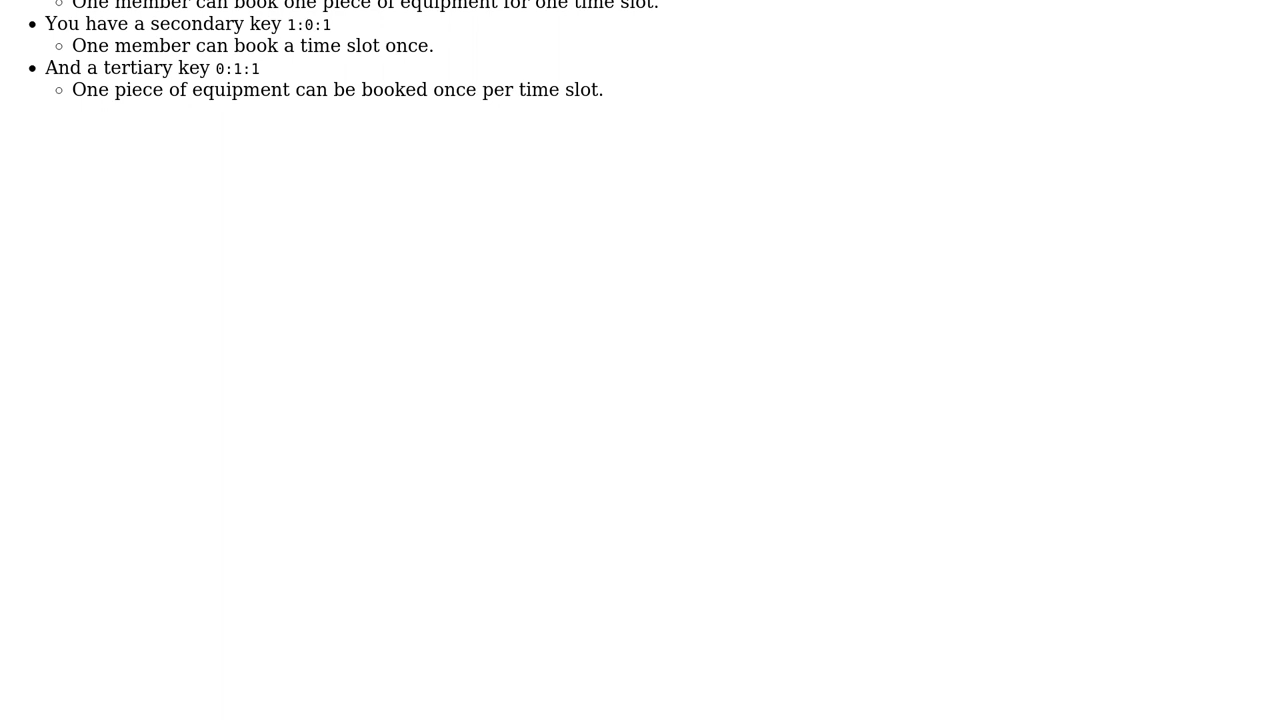 One member can book one piece of equipment for one time slot.
You have a secondary key 1:0:1
One member can book a time slot once.
And a tertiary key 0:1:1
One piece of equipment can be booked once per time slot.